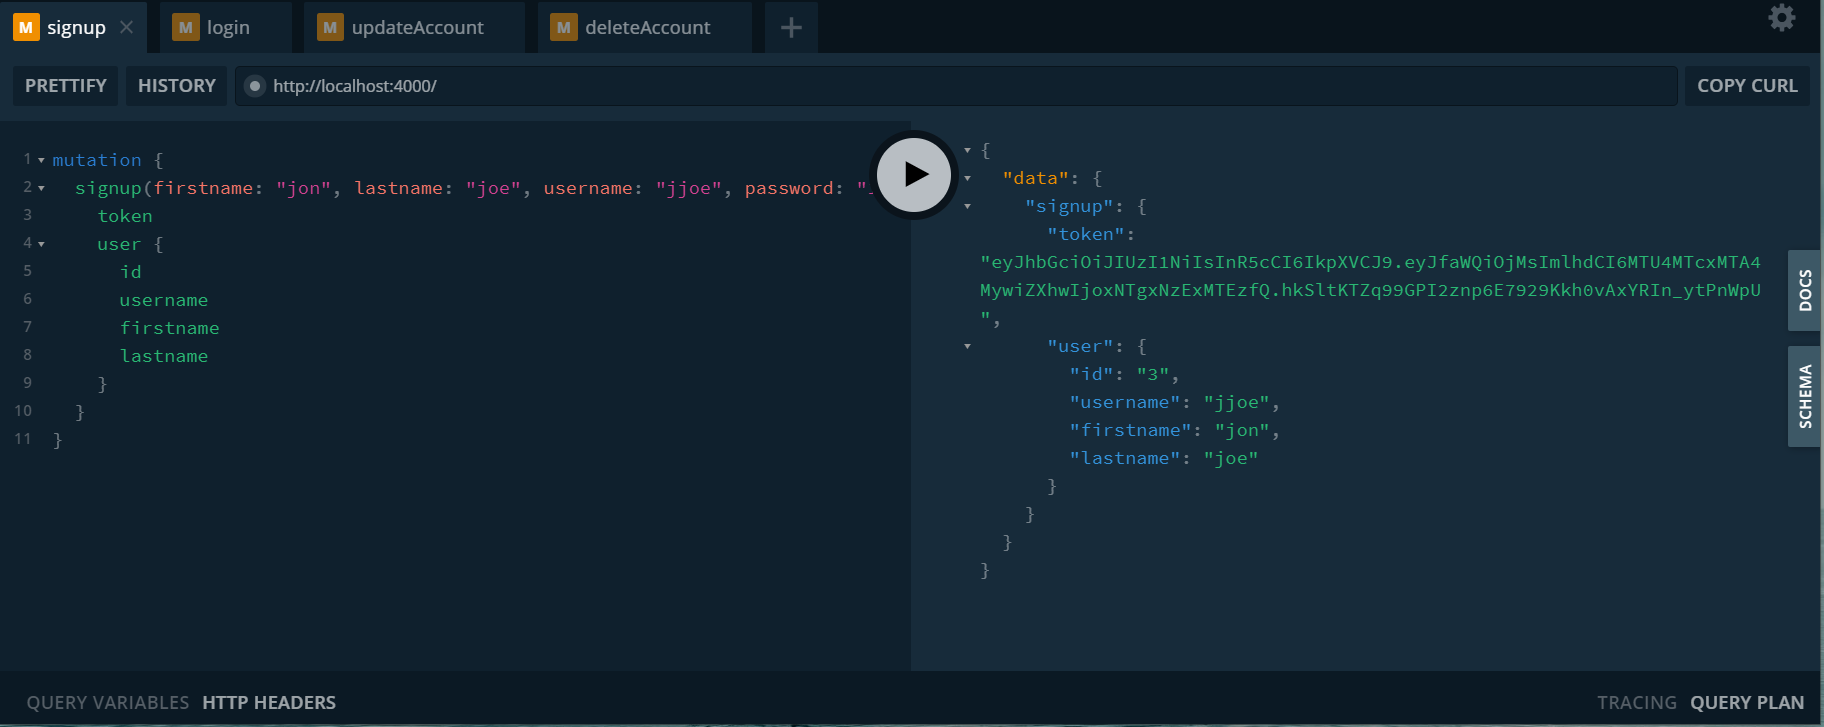 M signup × M login M updateAccount M deleteAccount +
PRETTIFY HISTORY http://localhost:4000/ COPY CURL
1 mutation {
2 signup(firstname: "jon", lastname: "joe", username: "jjoe", password: "
3 token
4 user {
5 id
6 username
7 firstname
8 lastname
9 }
10 }
11 }
{
"data": {
"signup": {
"token":
"eyJhbGciOiJIUzI1NiIsInR5cCI6IkpXVCJ9.eyJfaWQiOjMsImlhdCI6MTU4MTcxMTA4
MywiZXhwIjoxNTgxNzExMTEzfQ.hkSltKTZq99GPI2znp6E7929Kkh0vAxYRIn_ytPnWpU
",
"user": {
"id": "3",
"username": "jjoe",
"firstname": "jon",
"lastname": "joe"
}
}
}
}
DOCS
SCHEMA
QUERY VARIABLES HTTP HEADERS
TRACING QUERY PLAN